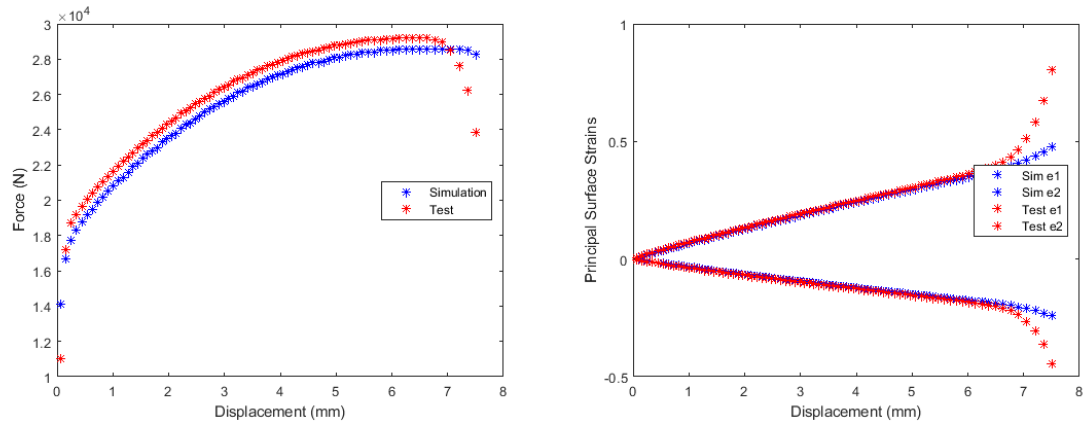 ×10⁴
3
2.8
2.6
2.4
2.2
2
1.8
1.6
1.4
1.2
1
Force (N)
0 1 2 3 4 5 6 7 8
Displacement (mm)
Simulation
Test
1
0.5
0
-0.5
Principal Surface Strains
0 1 2 3 4 5 6 7 8
Displacement (mm)
Sim e1
Sim e2
Test e1
Test e2